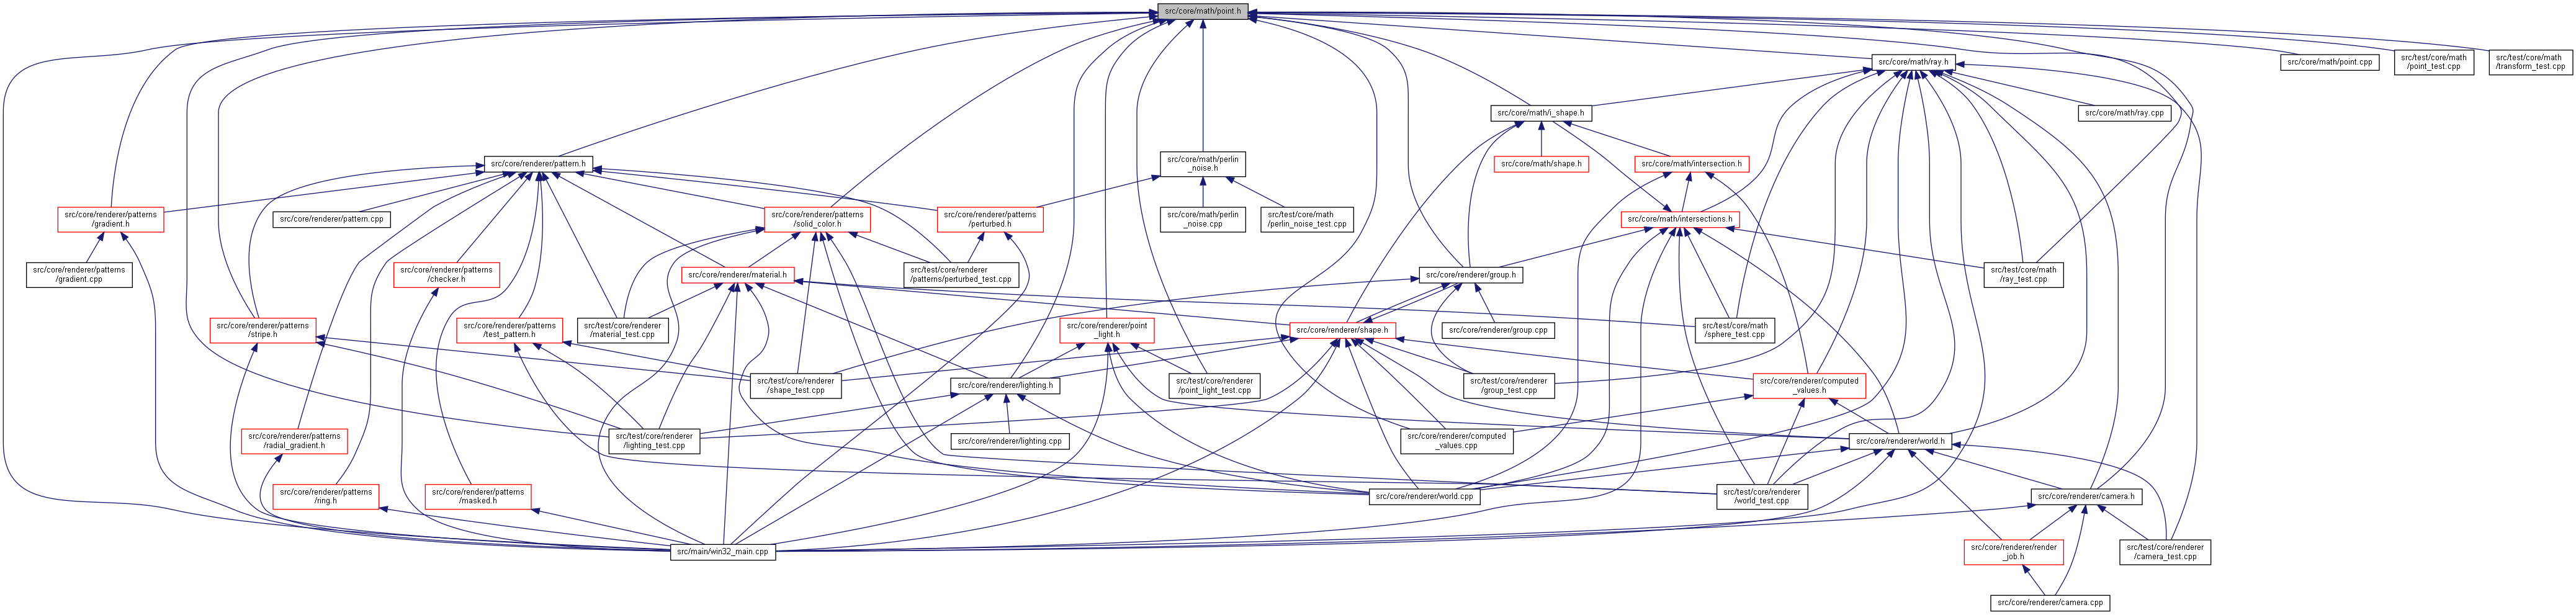 src/core/math/point.h
src/core/math/ray.h
src/core/math/point.cpp
src/test/core/math
/point_test.cpp
src/test/core/math
/transform_test.cpp
src/core/math/i_shape.h
src/core/math/ray.cpp
src/core/renderer/pattern.h
src/core/math/perlin
_noise.h
src/core/math/shape.h
src/core/math/intersection.h
src/core/renderer/patterns
/gradient.h
src/core/renderer/pattern.cpp
src/core/renderer/patterns
/solid_color.h
src/core/renderer/patterns
/perturbed.h
src/core/math/perlin
_noise.cpp
src/test/core/math
/perlin_noise_test.cpp
src/core/math/intersections.h
src/core/renderer/patterns
/gradient.cpp
src/core/renderer/patterns
/checker.h
src/core/renderer/material.h
src/test/core/renderer
/patterns/perturbed_test.cpp
src/core/renderer/group.h
src/test/core/math
/ray_test.cpp
src/core/renderer/patterns
/stripe.h
src/core/renderer/patterns
/test_pattern.h
src/test/core/renderer
/material_test.cpp
src/core/renderer/point
_light.h
src/core/renderer/shape.h
src/core/renderer/group.cpp
src/test/core/math
/sphere_test.cpp
src/test/core/renderer
/shape_test.cpp
src/core/renderer/lighting.h
src/test/core/renderer
/point_light_test.cpp
src/test/core/renderer
/group_test.cpp
src/core/renderer/computed
_values.h
src/core/renderer/patterns
/radial_gradient.h
src/test/core/renderer
/lighting_test.cpp
src/core/renderer/lighting.cpp
src/core/renderer/computed
_values.cpp
src/core/renderer/world.h
src/core/renderer/patterns
/ring.h
src/core/renderer/patterns
/masked.h
src/core/renderer/world.cpp
src/test/core/renderer
/world_test.cpp
src/core/renderer/camera.h
src/main/win32_main.cpp
src/core/renderer/render
_job.h
src/test/core/renderer
/camera_test.cpp
src/core/renderer/camera.cpp